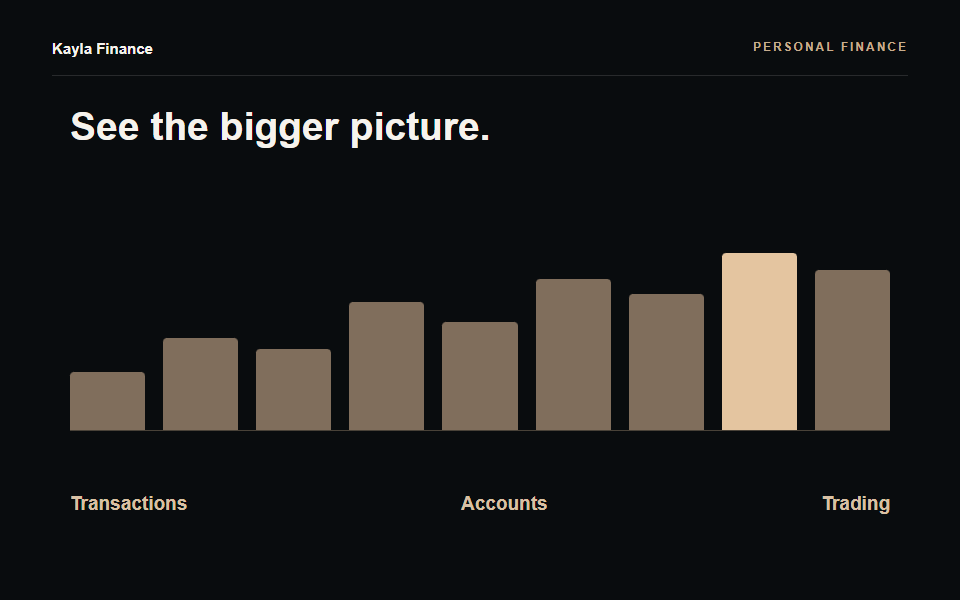 Kayla Finance
PERSONAL FINANCE
See the bigger picture.
Transactions
Accounts
Trading